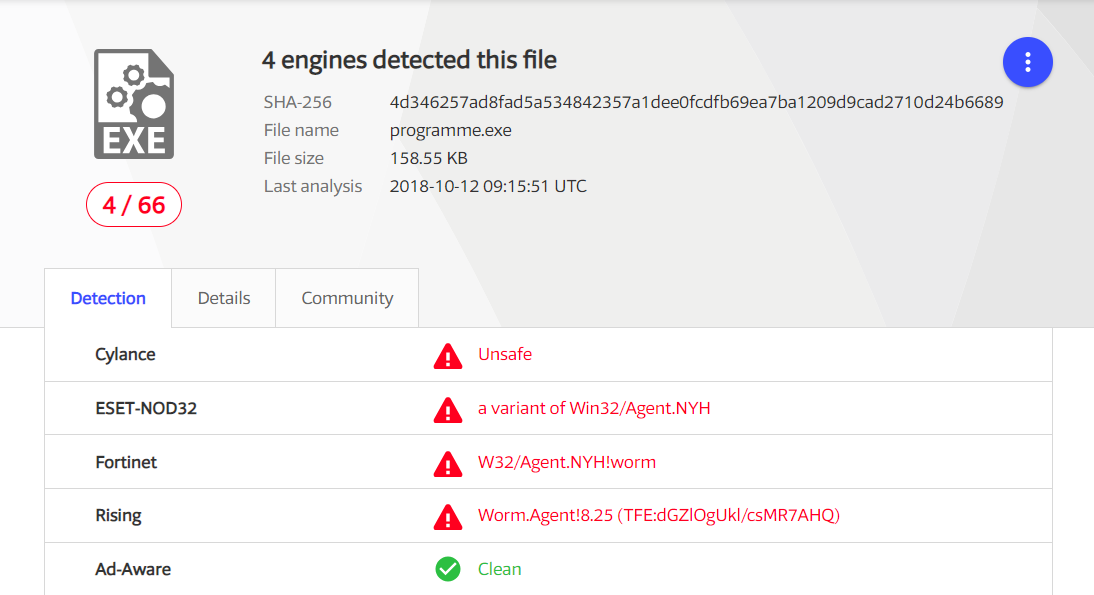 4 engines detected this file
SHA-256 4d346257ad8fad5a534842357a1dee0fcdfb69ea7ba1209d9cad2710d24b6689
File name programme.exe
File size 158.55 KB
Last analysis 2018-10-12 09:15:51 UTC
EXE
4 / 66
Detection Details Community
Cylance Unsafe
ESET-NOD32 a variant of Win32/Agent.NYH
Fortinet W32/Agent.NYH!worm
Rising Worm.Agent!8.25 (TFE:dGZlOgUkl/csMR7AHQ)
Ad-Aware Clean